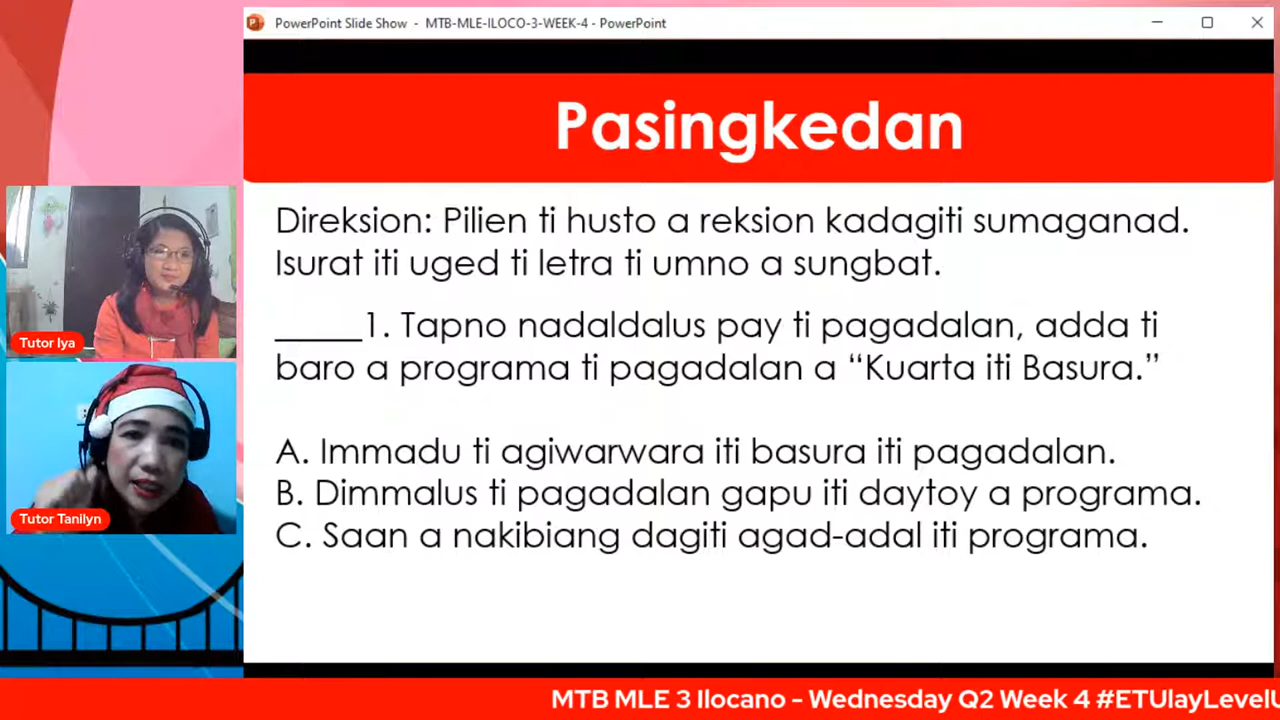 PowerPoint Slide Show - MTB-MLE-ILOCO-3-WEEK-4 - PowerPoint
Pasingkedan
Direksion: Pilien ti husto a reksion kadagiti sumaganad.
Isurat iti uged ti letra ti umno a sungbat.
_____1. Tapno nadaldalus pay ti pagadalan, adda ti
baro a programa ti pagadalan a “Kuarta iti Basura.”
A. Immadu ti agiwarwara iti basura iti pagadalan.
B. Dimmalus ti pagadalan gapu iti daytoy a programa.
C. Saan a nakibiang dagiti agad-adal iti programa.
Tutor Iya
Tutor Tanilyn
MTB MLE 3 Ilocano - Wednesday Q2 Week 4 #ETUlayLevelU